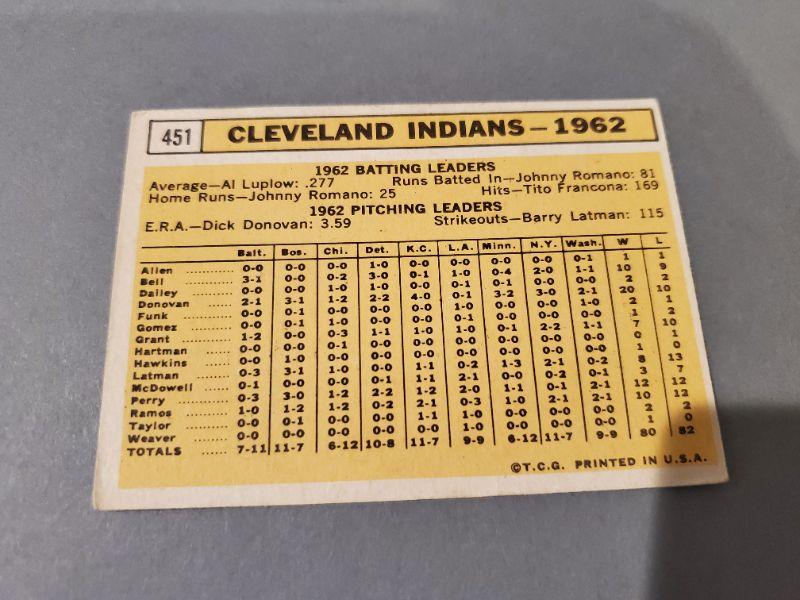 451 CLEVELAND INDIANS — 1962
1962 BATTING LEADERS
Average—Al Luplow: .277 Runs Batted In—Johnny Romano: 81
Home Runs—Johnny Romano: 25 Hits—Tito Francona: 169
1962 PITCHING LEADERS
E.R.A.—Dick Donovan: 3.59 Strikeouts—Barry Latman: 115
Balt. Bos. Chi. Det. K.C. L.A. Minn. N.Y. Wash. W L
Allen 0-0 0-0 0-0 1-0 0-0 0-0 0-0 0-0 0-1 1 1
Bell 3-1 0-0 0-2 3-0 0-1 1-0 0-4 2-0 1-1 10 9
Dailey 0-0 0-0 1-0 1-0 0-0 0-1 0-1 0-0 0-0 2 2
Donovan 2-1 3-1 1-2 2-2 4-0 0-1 3-2 3-0 2-1 20 10
Funk 0-0 0-1 0-0 0-0 0-0 1-0 0-0 0-0 1-0 2 1
Gomez 0-0 0-1 1-0 0-0 0-0 0-1 0-0 0-0 0-0 1 2
Grant 1-2 0-0 0-3 1-1 1-0 1-0 0-1 2-2 1-1 7 10
Hartman 0-0 0-0 0-1 0-0 0-0 0-0 0-0 0-0 0-0 0 1
Hawkins 0-0 1-0 0-0 0-0 0-0 0-0 0-0 0-0 0-0 1 0
Latman 0-3 3-1 1-0 0-0 1-1 0-2 1-3 2-1 0-2 8 13
McDowell 0-1 0-0 0-0 0-1 1-1 2-1 0-0 0-1 0-2 3 7
Perry 0-3 3-0 1-2 2-2 1-2 2-0 1-1 0-1 2-1 12 12
Ramos 1-0 1-2 1-2 0-2 2-1 0-3 1-0 2-1 2-1 10 12
Taylor 0-0 0-1 0-0 0-0 1-1 1-0 0-0 0-0 0-0 2 2
Weaver 0-0 0-0 0-0 0-0 0-0 1-0 0-0 0-0 0-0 1 0
TOTALS 7-11 11-7 6-12 10-8 11-7 9-9 6-12 11-7 9-9 80 82
©T.C.G. PRINTED IN U.S.A.